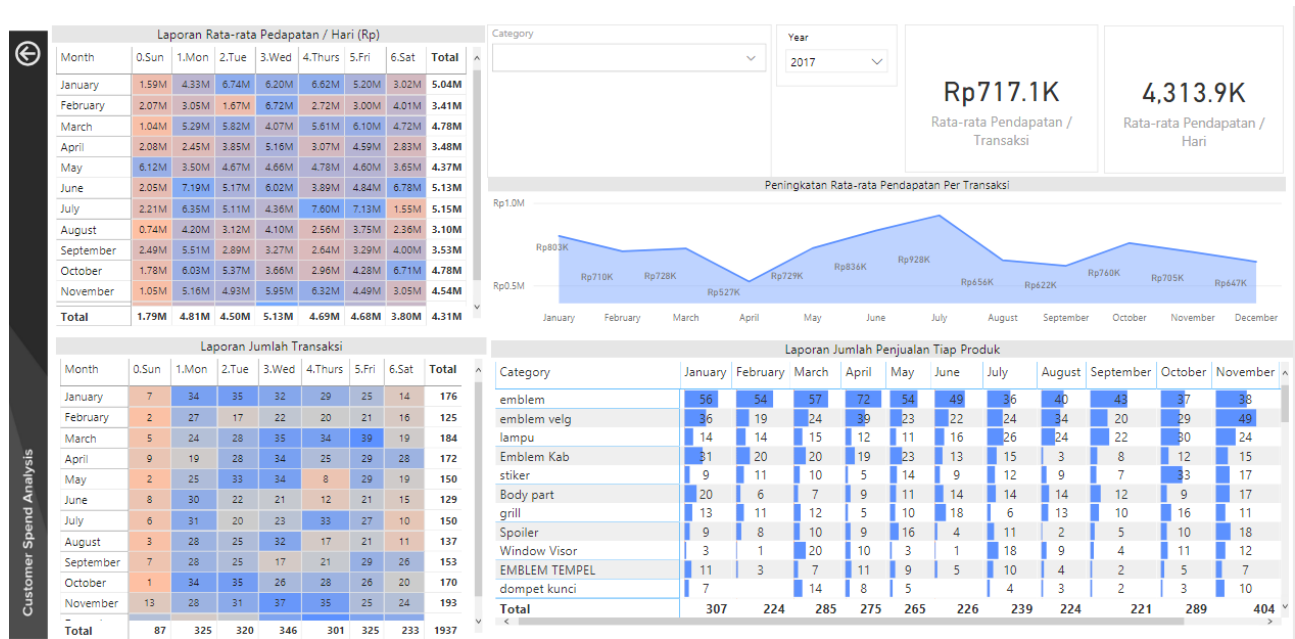 Customer Spend Analysis
Laporan Rata-rata Pedapatan / Hari (Rp)
Month 0.Sun 1.Mon 2.Tue 3.Wed 4.Thurs 5.Fri 6.Sat Total
January 1.59M 4.33M 6.74M 6.20M 6.62M 5.20M 3.02M 5.04M
February 2.07M 3.05M 1.67M 6.72M 2.72M 3.00M 4.01M 3.41M
March 1.04M 5.29M 5.82M 4.07M 5.61M 6.10M 4.72M 4.78M
April 2.08M 2.45M 3.85M 5.16M 3.07M 4.59M 2.83M 3.48M
May 6.12M 3.50M 4.67M 4.66M 4.78M 4.60M 3.65M 4.37M
June 2.05M 7.19M 5.17M 6.02M 3.89M 4.84M 6.78M 5.13M
July 2.21M 6.35M 5.11M 4.36M 7.60M 7.13M 1.55M 5.15M
August 0.74M 4.20M 3.12M 4.10M 2.56M 3.75M 2.36M 3.10M
September 2.49M 5.51M 2.89M 3.27M 2.64M 3.29M 4.00M 3.53M
October 1.78M 6.03M 5.37M 3.66M 2.96M 4.28M 6.71M 4.78M
November 1.05M 5.16M 4.93M 5.95M 6.32M 4.49M 3.05M 4.54M
Total 1.79M 4.81M 4.50M 5.13M 4.69M 4.68M 3.80M 4.31M
Category
Year
2017
Rp717.1K
Rata-rata Pendapatan /
Transaksi
4,313.9K
Rata-rata Pendapatan /
Hari
Peningkatan Rata-rata Pendapatan Per Transaksi
Rp1.0M
Rp0.5M
Rp803K Rp710K Rp728K Rp527K Rp729K Rp836K Rp928K Rp656K Rp622K Rp760K Rp705K Rp647K
January February March April May June July August September October November December
Laporan Jumlah Transaksi
Month 0.Sun 1.Mon 2.Tue 3.Wed 4.Thurs 5.Fri 6.Sat Total
January 7 34 35 32 29 25 14 176
February 2 27 17 22 20 21 16 125
March 5 24 28 35 34 39 19 184
April 9 19 28 34 25 29 28 172
May 2 25 33 34 8 29 19 150
June 8 30 22 21 12 21 15 129
July 6 31 20 23 33 27 10 150
August 3 28 25 32 17 21 11 137
September 7 28 25 17 21 29 26 153
October 1 34 35 26 28 26 20 170
November 13 28 31 37 35 25 24 193
Total 87 325 320 346 301 325 233 1937
Laporan Jumlah Penjualan Tiap Produk
Category January February March April May June July August September October November
emblem 56 54 57 72 54 49 36 40 43 37 38
emblem velg 36 19 24 39 23 22 24 34 20 29 49
lampu 14 14 15 12 11 16 26 24 22 30 24
Emblem Kab 31 20 20 19 23 13 15 3 8 12 15
stiker 9 11 10 5 14 9 12 9 7 33 17
Body part 20 6 7 9 11 14 14 14 12 9 17
grill 13 11 12 5 10 18 6 13 10 16 11
Spoiler 9 8 10 9 16 4 11 2 5 10 18
Window Visor 3 1 20 10 3 1 18 9 4 11 12
EMBLEM TEMPEL 11 3 7 11 9 5 10 4 2 5 7
dompet kunci 7 14 8 5 4 3 2 3 10
Total 307 224 285 275 265 226 239 224 221 289 404